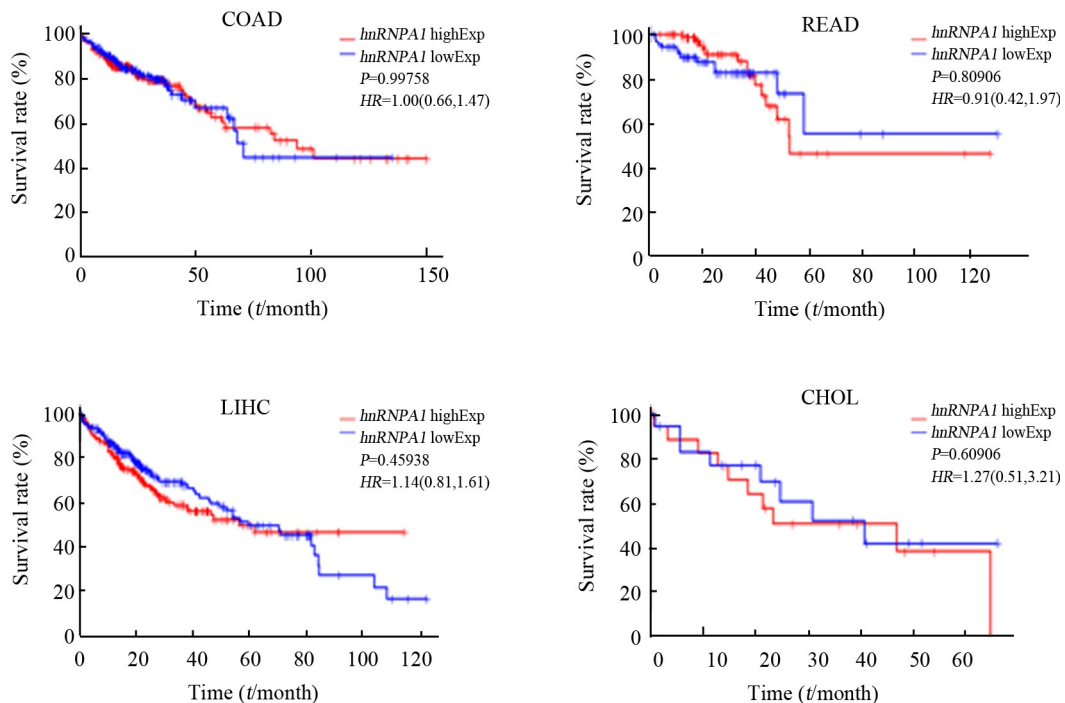 COAD
hnRNPA1 highExp
hnRNPA1 lowExp
P=0.99758
HR=1.00(0.66,1.47)
Survival rate (%)
100
80
60
40
20
0
0 50 100 150
Time (t/month)
READ
hnRNPA1 highExp
hnRNPA1 lowExp
P=0.80906
HR=0.91(0.42,1.97)
Survival rate (%)
100
80
60
40
20
0
0 20 40 60 80 100 120
Time (t/month)
LIHC
hnRNPA1 highExp
hnRNPA1 lowExp
P=0.45938
HR=1.14(0.81,1.61)
Survival rate (%)
100
80
60
40
20
0
0 20 40 60 80 100 120
Time (t/month)
CHOL
hnRNPA1 highExp
hnRNPA1 lowExp
P=0.60906
HR=1.27(0.51,3.21)
Survival rate (%)
100
80
60
40
20
0
0 10 20 30 40 50 60
Time (t/month)